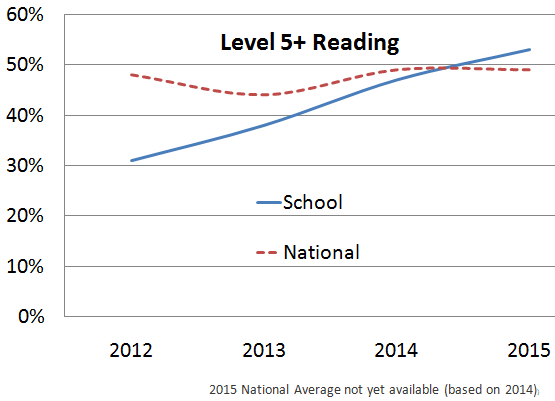 Level 5+ Reading
60%
50%
40%
30%
20%
10%
0%
School
National
2012 2013 2014 2015
2015 National Average not yet available (based on 2014)